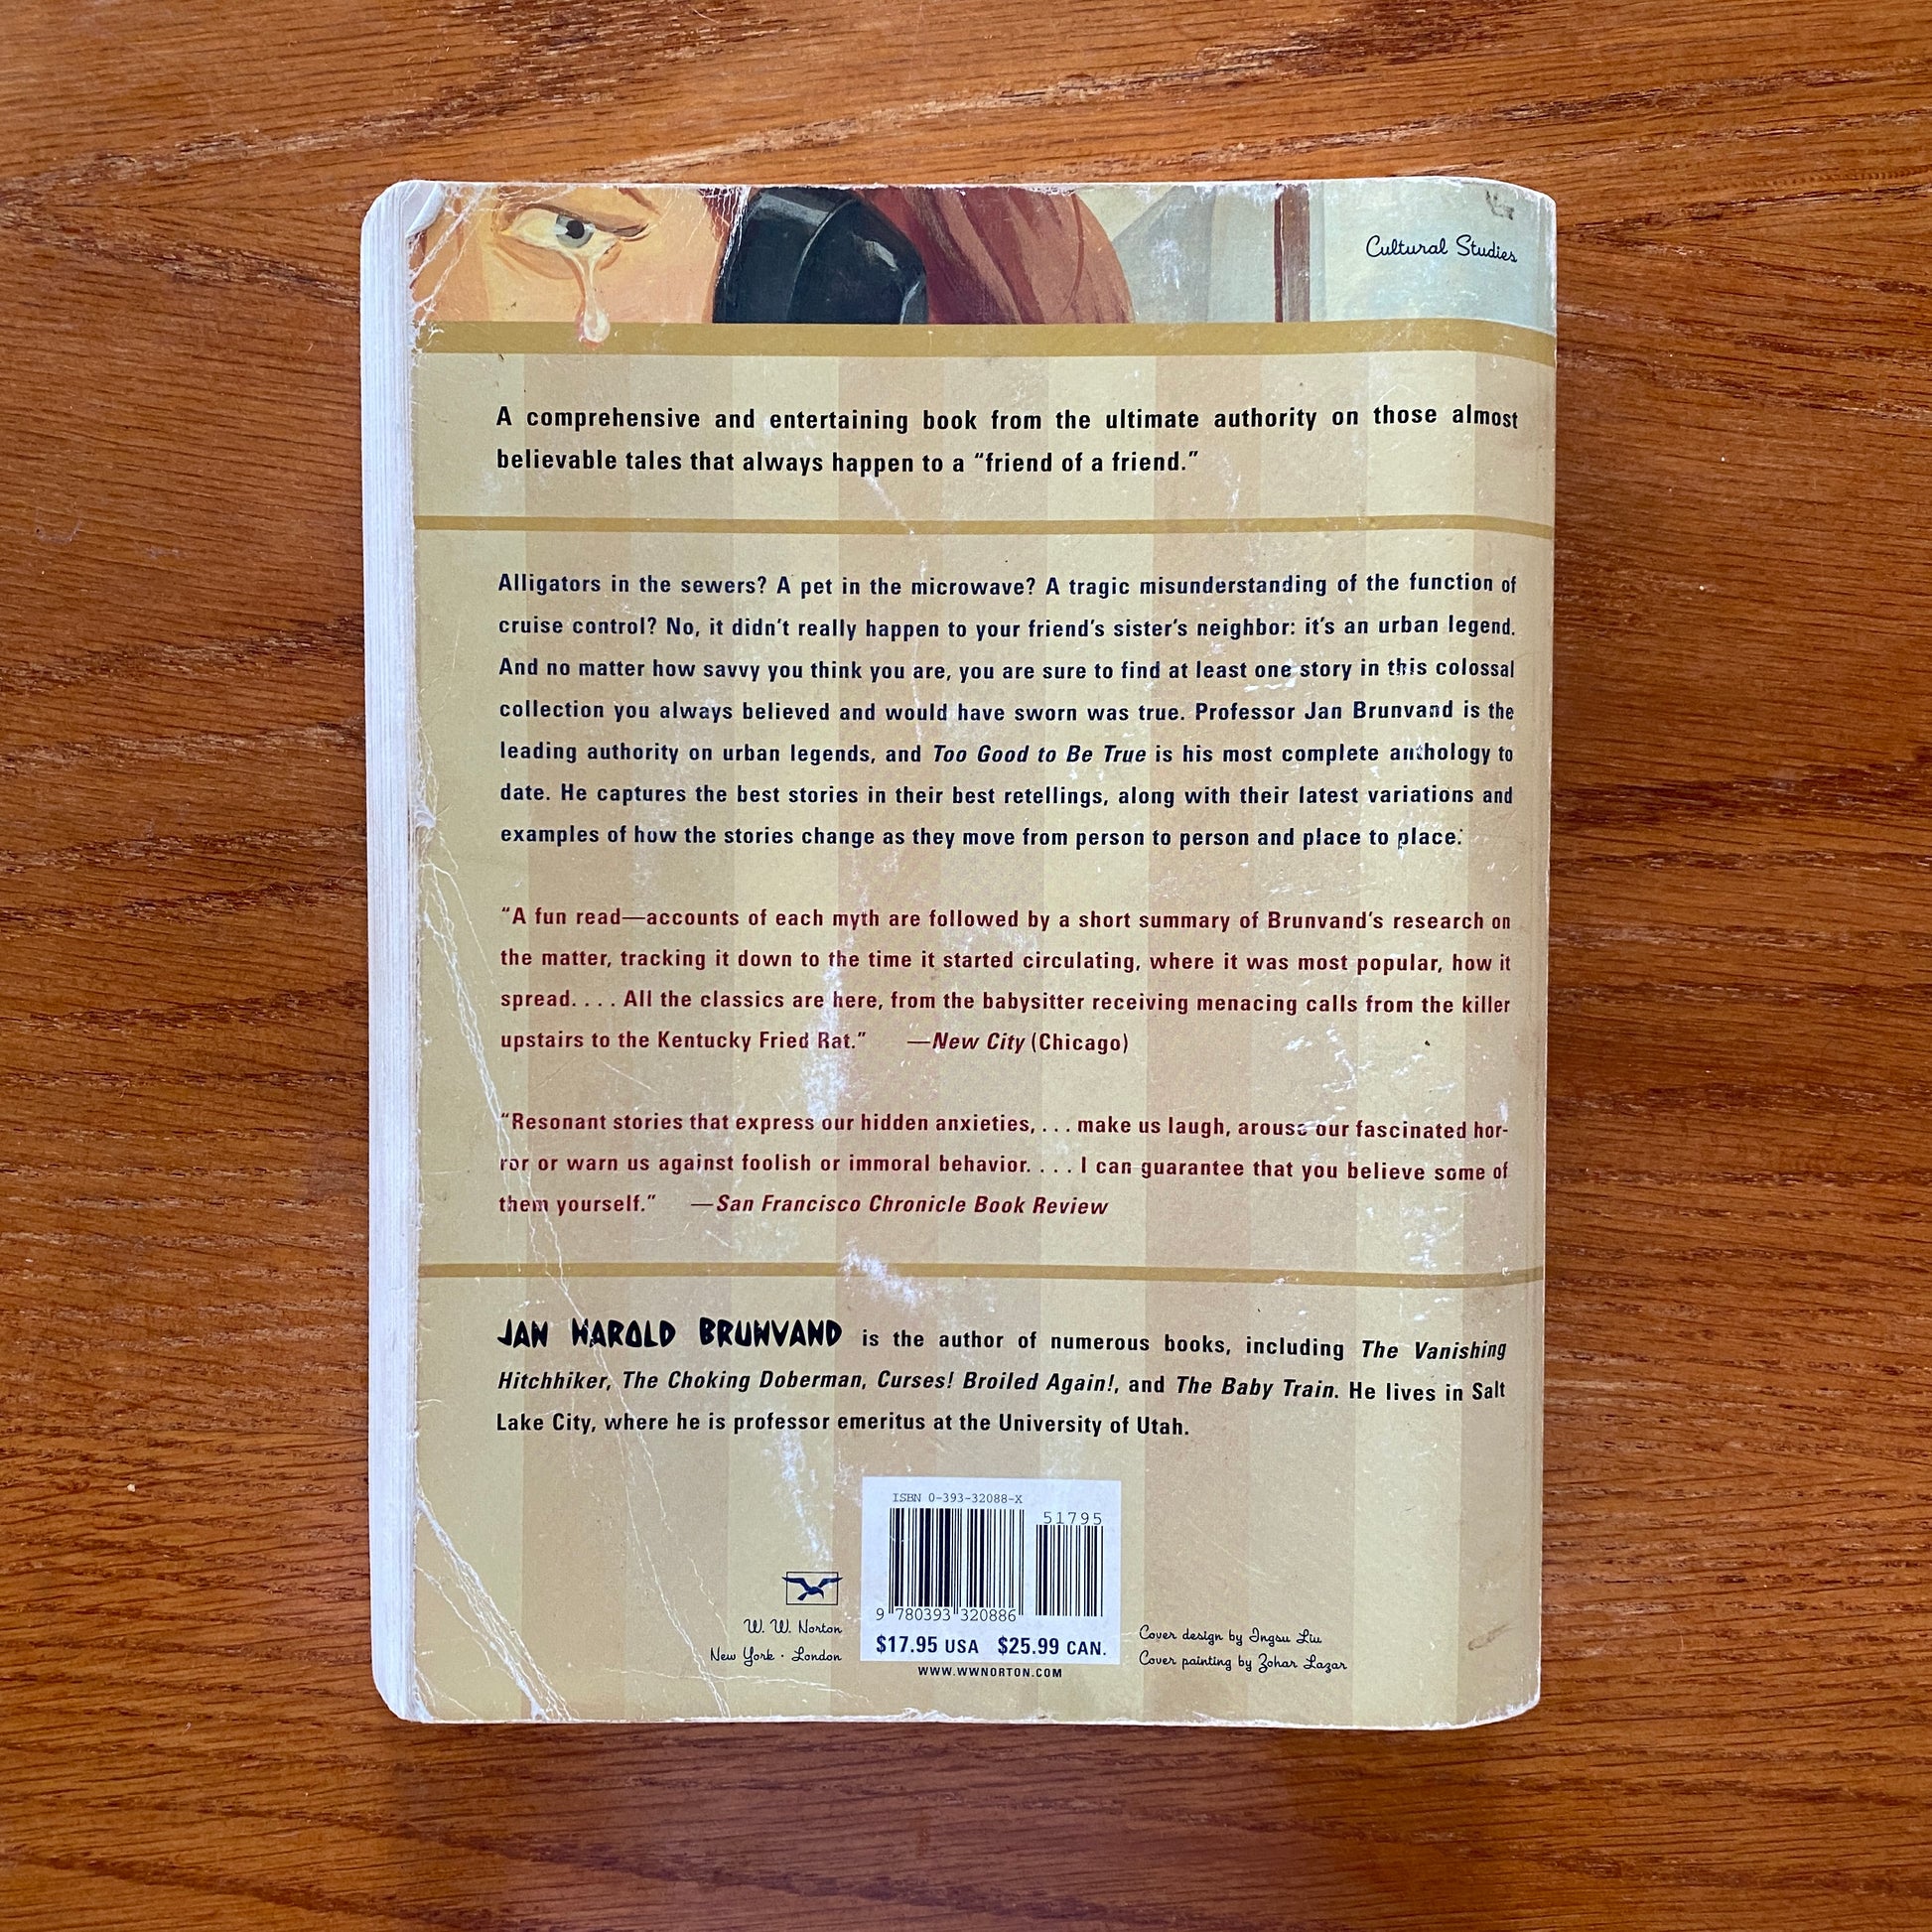 Cultural Studies
A comprehensive and entertaining book from the ultimate authority on those almost
believable tales that always happen to a “friend of a friend.”
Alligators in the sewers? A pet in the microwave? A tragic misunderstanding of the function of
cruise control? No, it didn’t really happen to your friend’s sister’s neighbor: it’s an urban legend.
And no matter how savvy you think you are, you are sure to find at least one story in this colossal
collection you always believed and would have sworn was true. Professor Jan Brunvand is the
leading authority on urban legends, and Too Good to Be True is his most complete anthology to
date. He captures the best stories in their best retellings, along with their latest variations and
examples of how the stories change as they move from person to person and place to place.
“A fun read—accounts of each myth are followed by a short summary of Brunvand’s research on
the matter, tracking it down to the time it started circulating, where it was most popular, how it
spread. . . . All the classics are here, from the babysitter receiving menacing calls from the killer
upstairs to the Kentucky Fried Rat.” —New City (Chicago)
“Resonant stories that express our hidden anxieties, . . . make us laugh, arouse our fascinated hor-
ror or warn us against foolish or immoral behavior. . . . I can guarantee that you believe some of
them yourself.” —San Francisco Chronicle Book Review
JAN HAROLD BRUNVAND is the author of numerous books, including The Vanishing
Hitchhiker, The Choking Doberman, Curses! Broiled Again!, and The Baby Train. He lives in Salt
Lake City, where he is professor emeritus at the University of Utah.
ISBN 0-393-32088-X
51795
9 780393 320886
$17.95 USA $25.99 CAN.
WWW.WWNORTON.COM
W. W. Norton
New York · London
Cover design by Ingsu Liu
Cover painting by Zohar Lazar